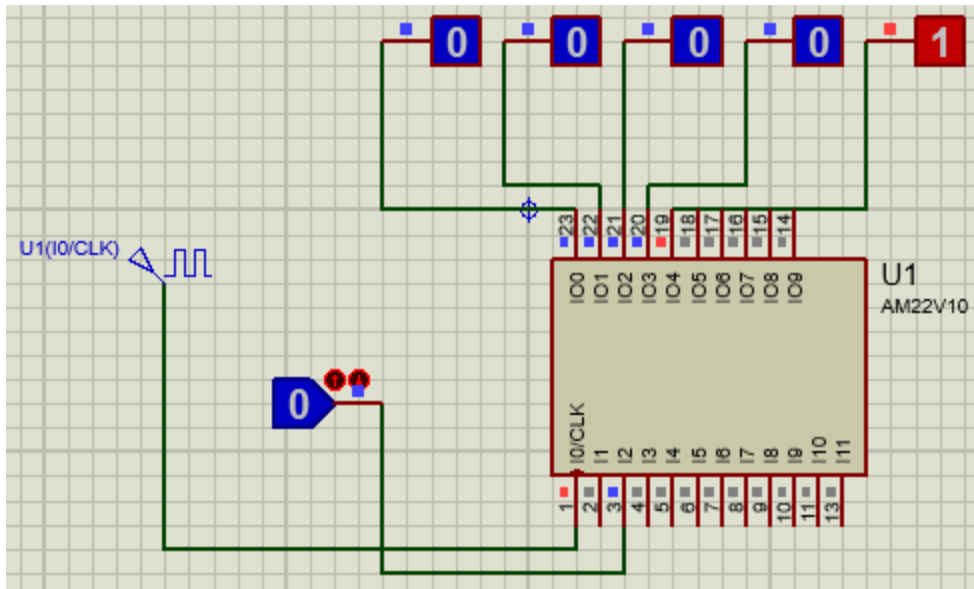 0 0 0 0 1
23 22 21 20 19 18 17 16 15 14
U1(I0/CLK)
IO0 IO1 IO2 IO3 IO4 IO5 IO6 IO7 IO8 IO9
U1
AM22V10
0
I0/CLK I1 I2 I3 I4 I5 I6 I7 I8 I9 I10 I11
1 2 3 4 5 6 7 8 9 10 11 13